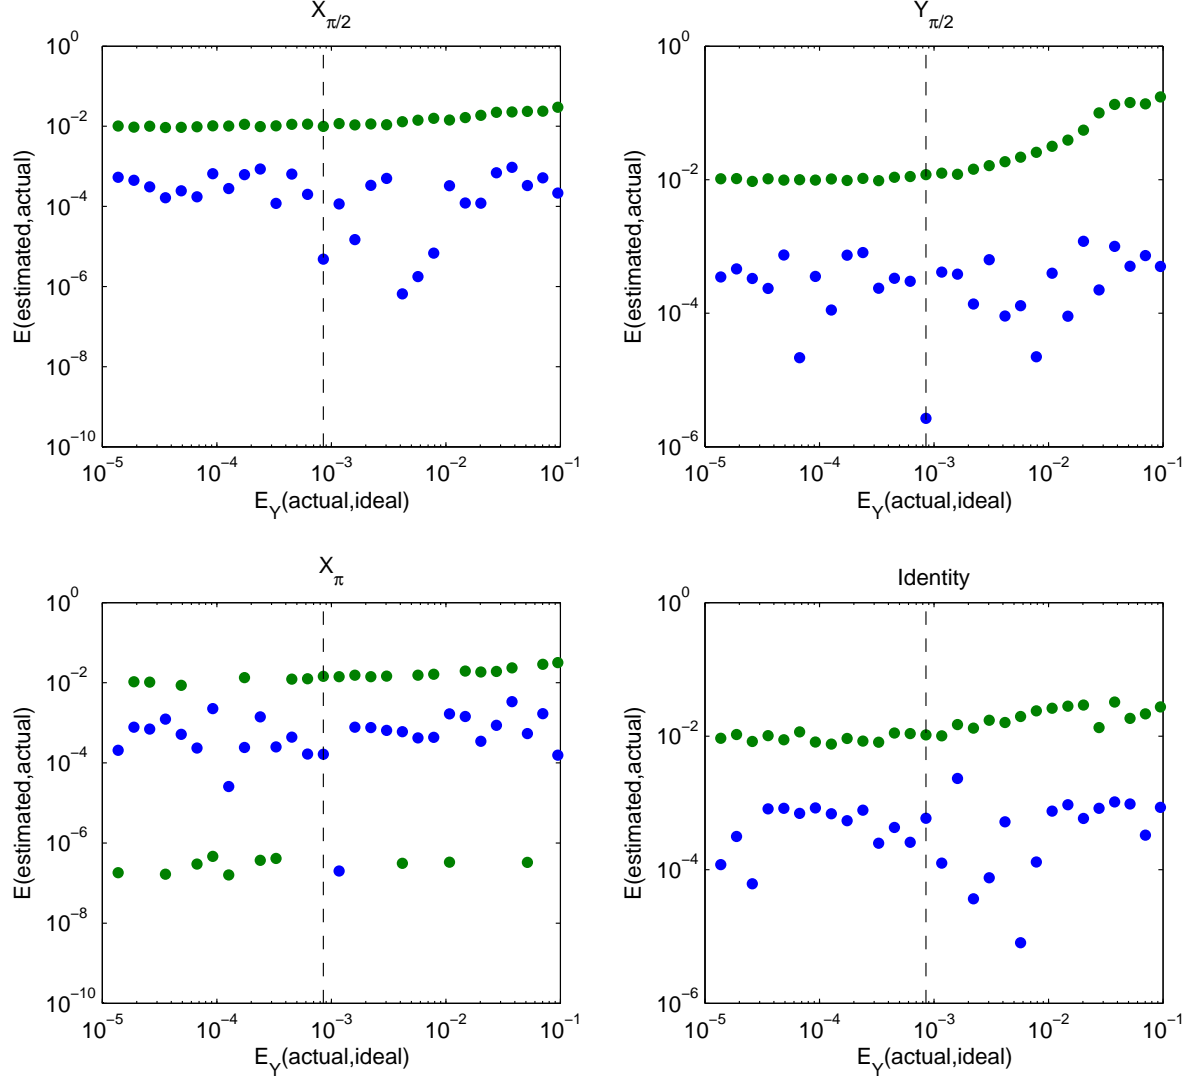 X_{π/2}
10^0
10^{−2}
10^{−4}
10^{−6}
10^{−8}
10^{−10}
E(estimated,actual)
10^{−5} 10^{−4} 10^{−3} 10^{−2} 10^{−1}
E_Y(actual,ideal)
Y_{π/2}
10^0
10^{−2}
10^{−4}
10^{−6}
E(estimated,actual)
10^{−5} 10^{−4} 10^{−3} 10^{−2} 10^{−1}
E_Y(actual,ideal)
X_π
10^0
10^{−2}
10^{−4}
10^{−6}
10^{−8}
10^{−10}
E(estimated,actual)
10^{−5} 10^{−4} 10^{−3} 10^{−2} 10^{−1}
E_Y(actual,ideal)
Identity
10^0
10^{−2}
10^{−4}
10^{−6}
E(estimated,actual)
10^{−5} 10^{−4} 10^{−3} 10^{−2} 10^{−1}
E_Y(actual,ideal)